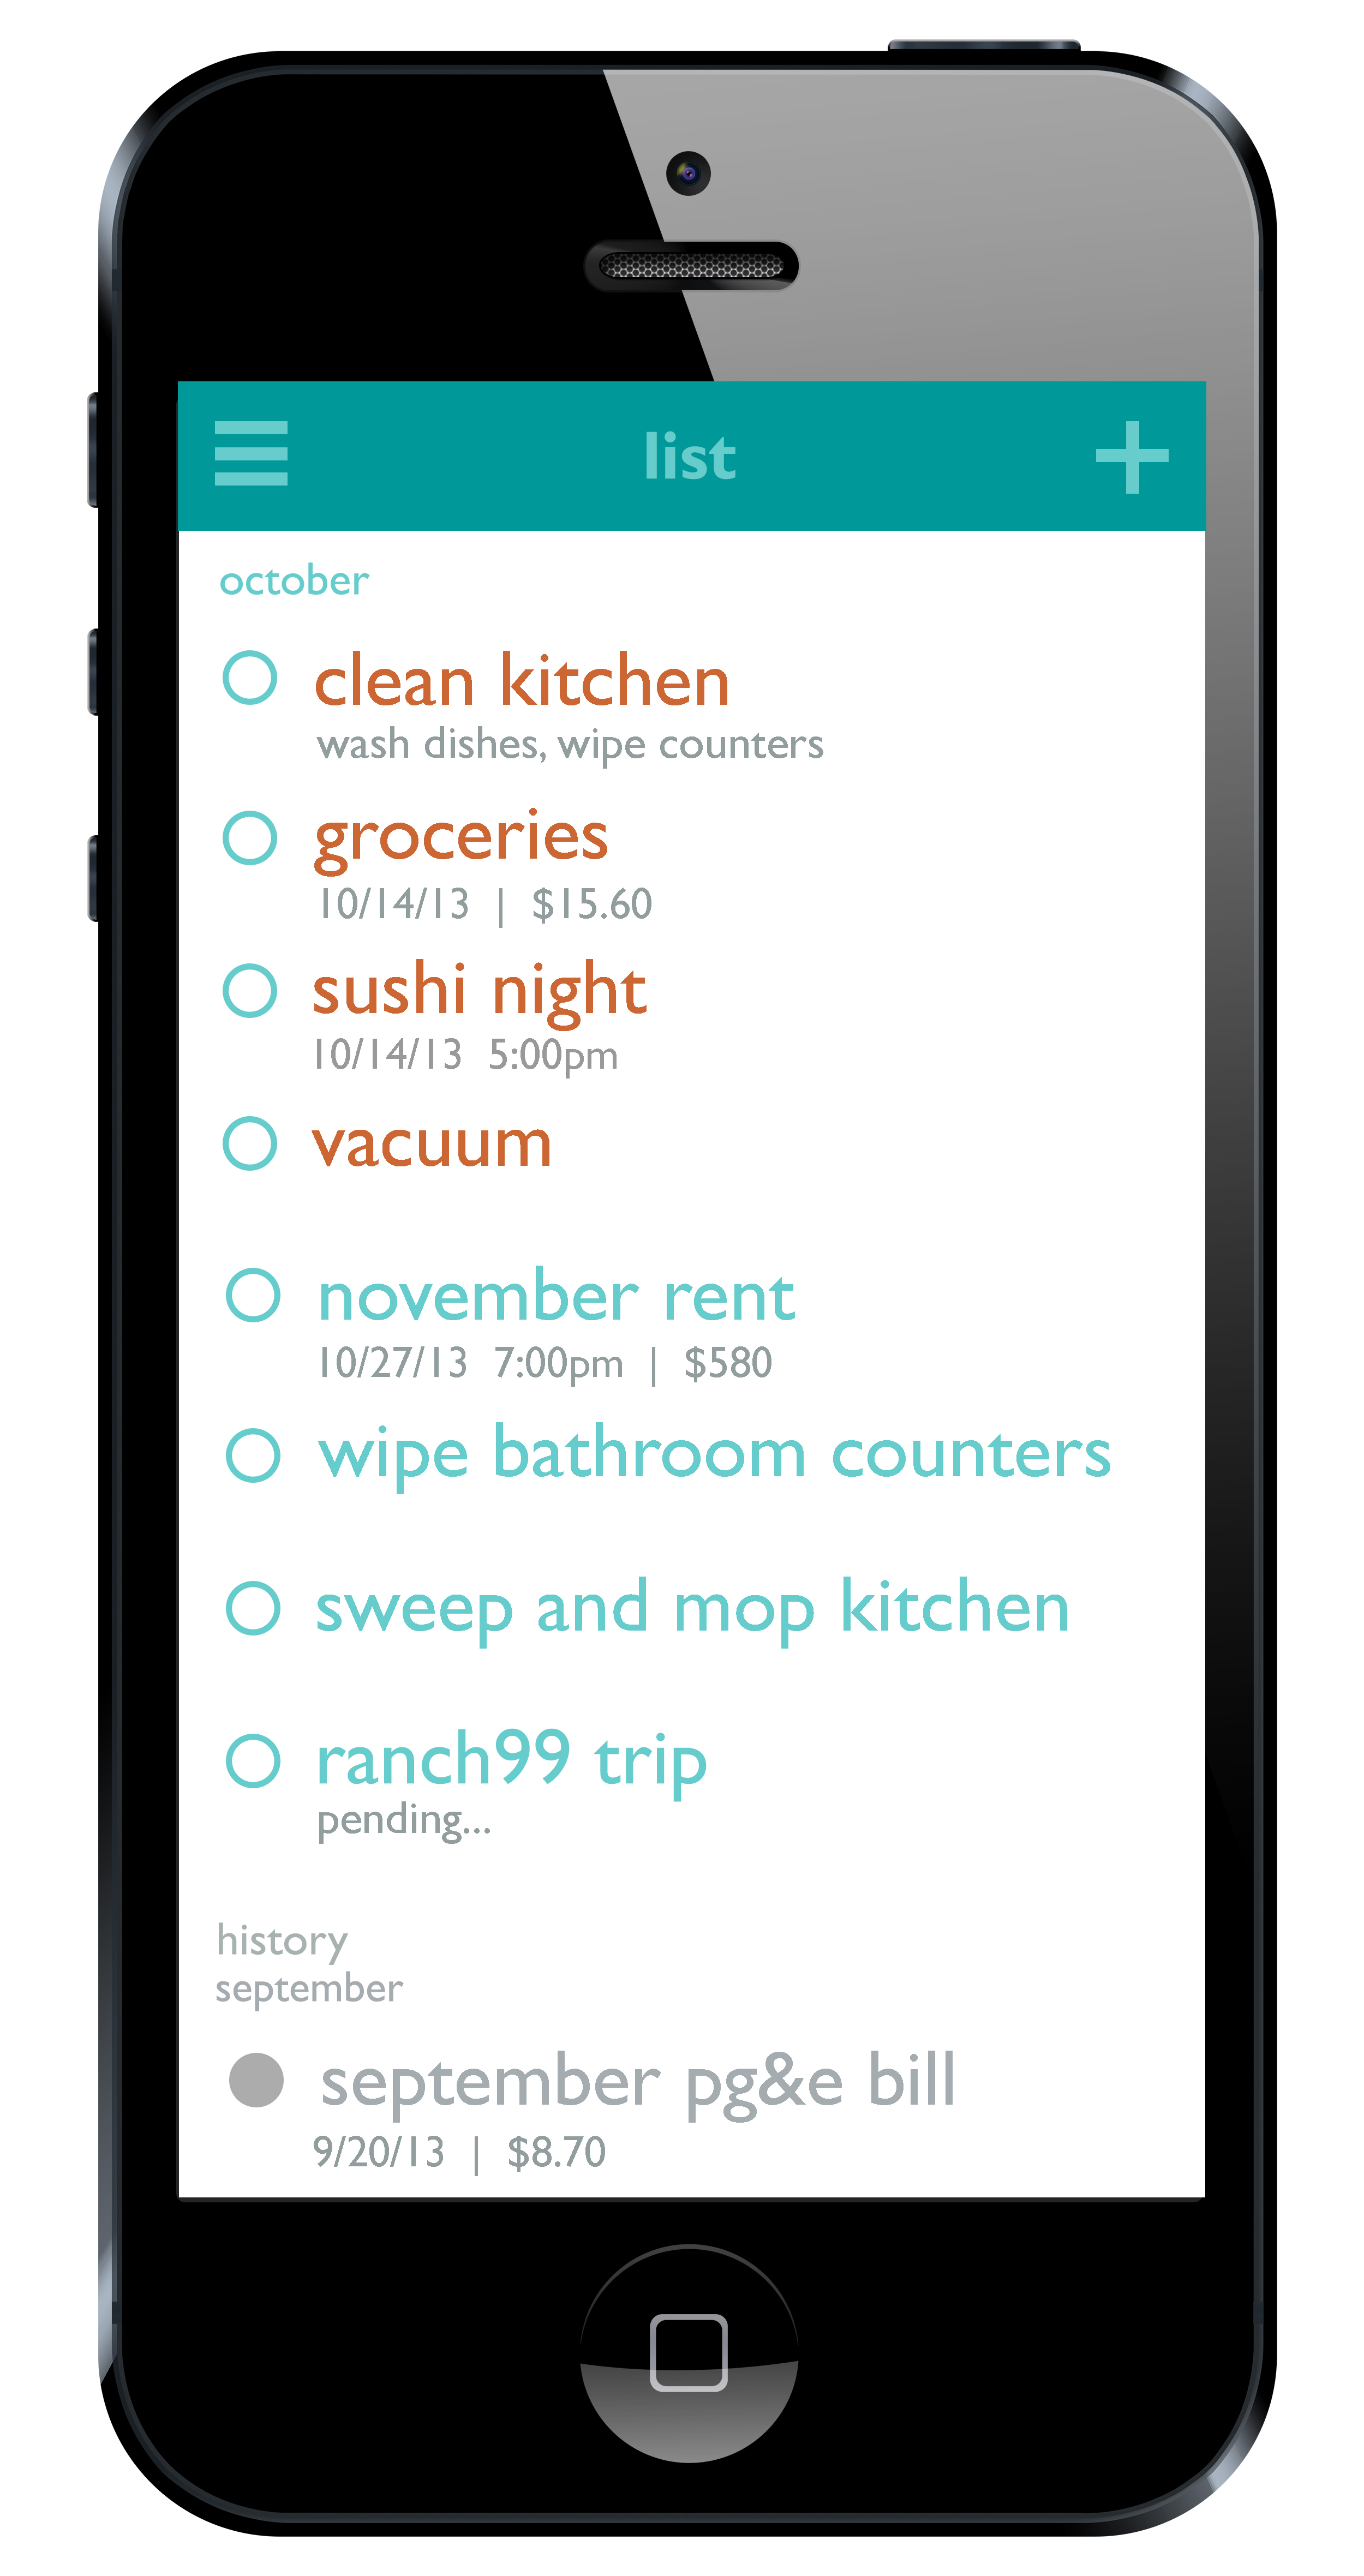 list
october
clean kitchen
wash dishes, wipe counters
groceries
10/14/13 | $15.60
sushi night
10/14/13 5:00pm
vacuum
november rent
10/27/13 7:00pm | $580
wipe bathroom counters
sweep and mop kitchen
ranch99 trip
pending...
history
september
september pg&e bill
9/20/13 | $8.70